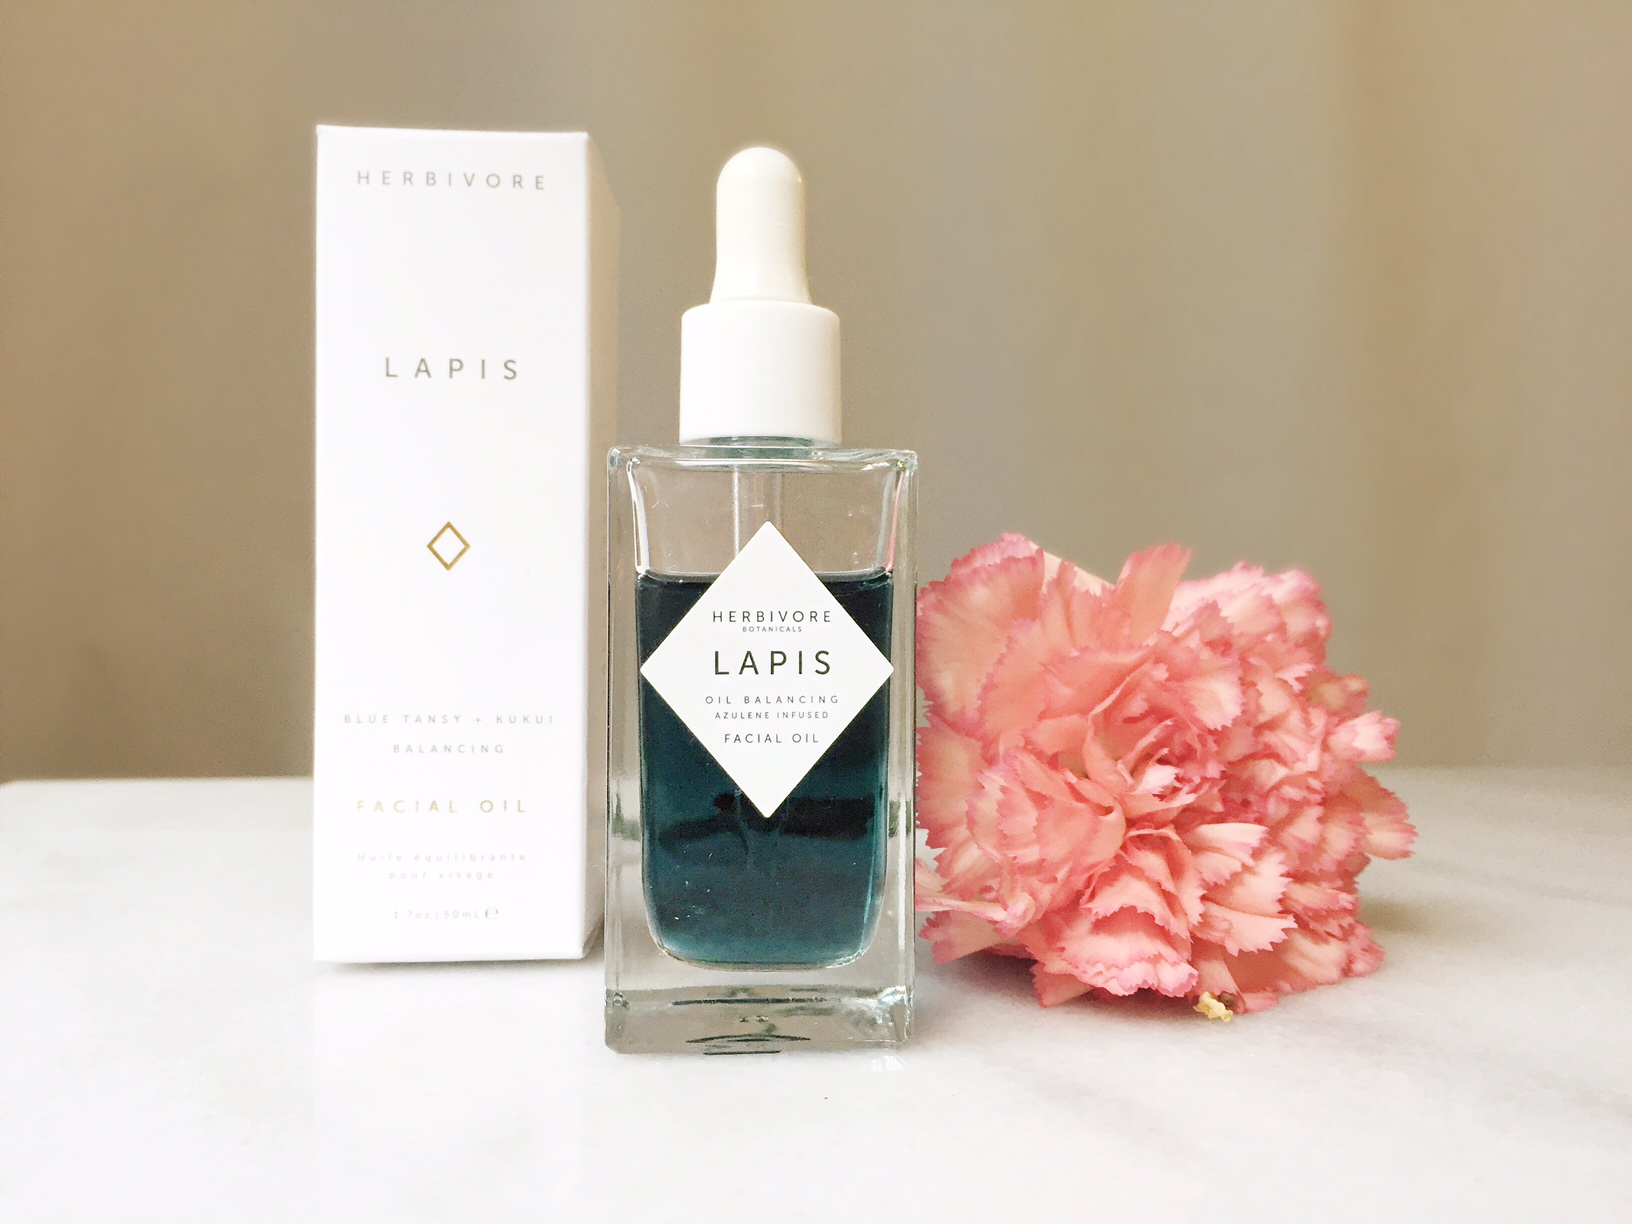 HERBIVORE
LAPIS
BLUE TANSY + KUKUI
BALANCING
FACIAL OIL
Huile équilibrante
pour visage
1.7oz | 50mL ℮
HERBIVORE
BOTANICALS
LAPIS
OIL BALANCING
AZULENE INFUSED
FACIAL OIL